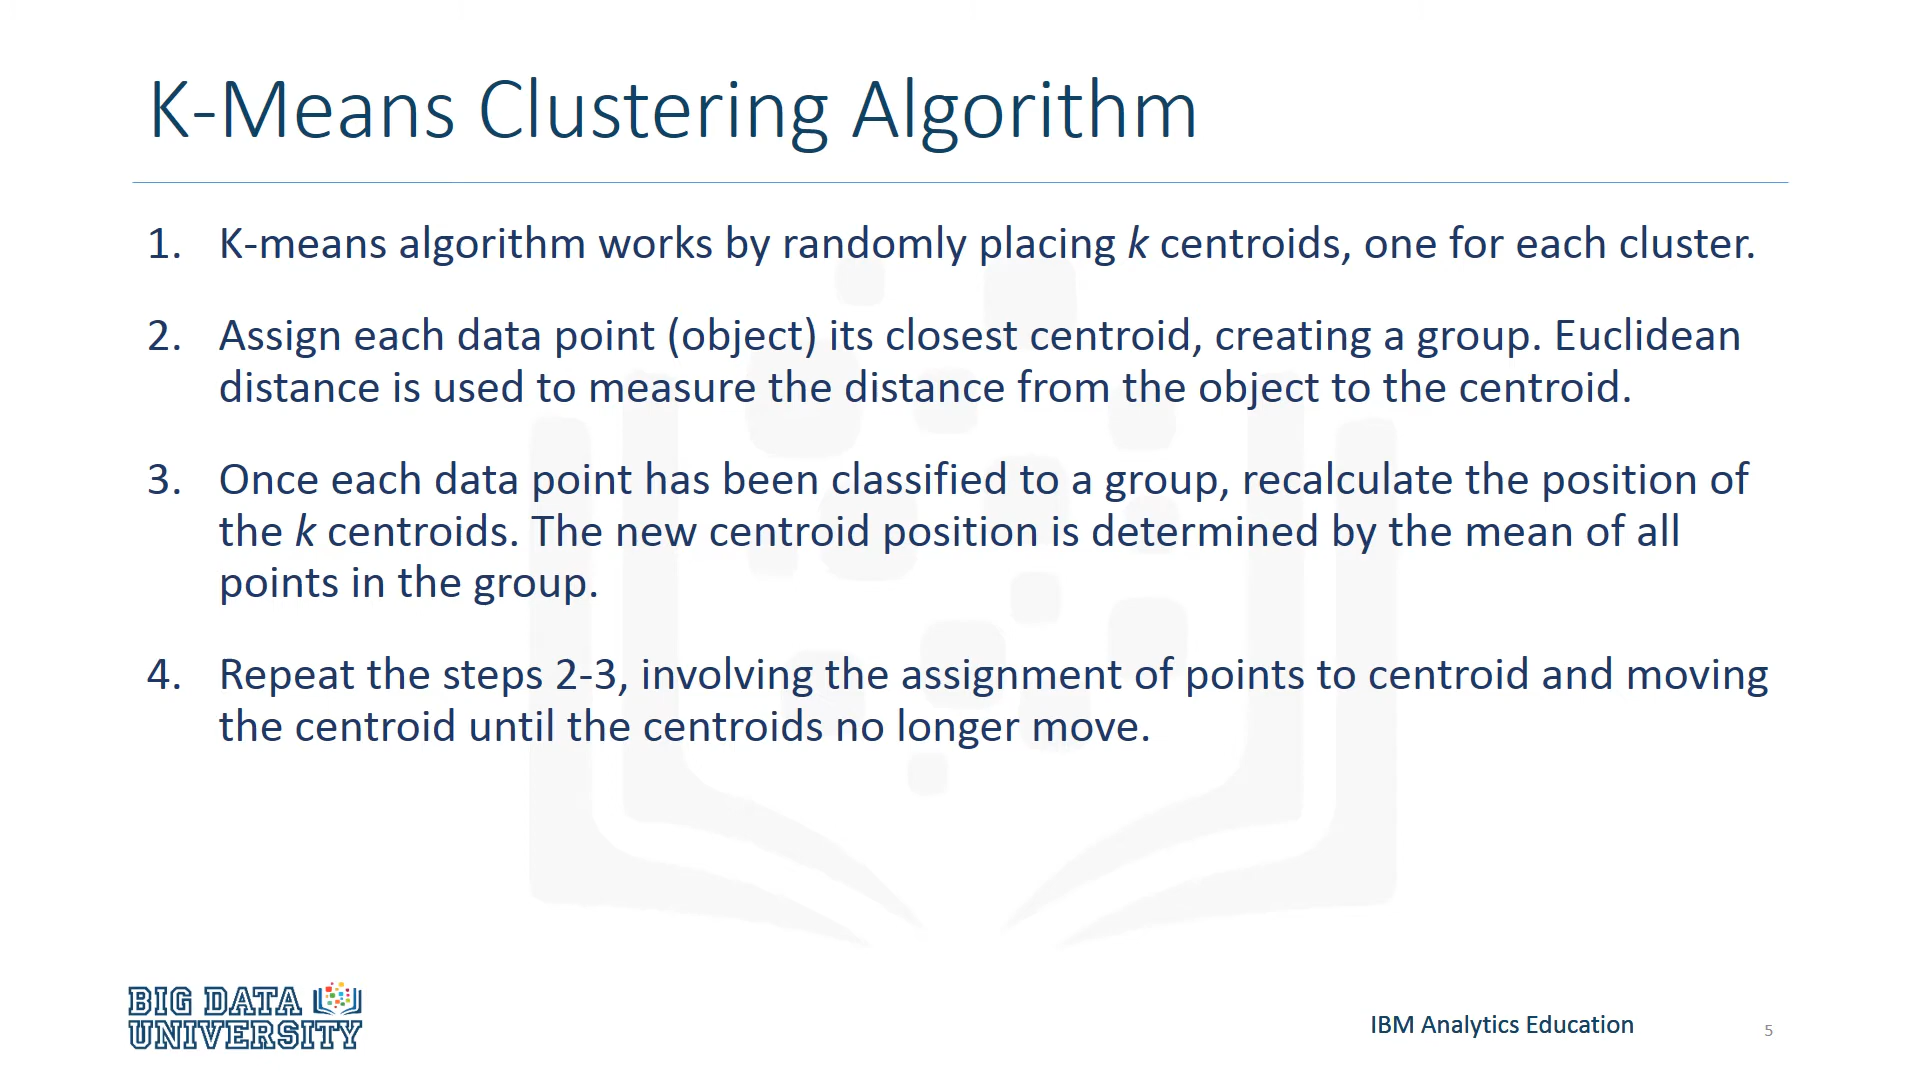 K-Means Clustering Algorithm
1. K-means algorithm works by randomly placing k centroids, one for each cluster.
2. Assign each data point (object) its closest centroid, creating a group. Euclidean
distance is used to measure the distance from the object to the centroid.
3. Once each data point has been classified to a group, recalculate the position of
the k centroids. The new centroid position is determined by the mean of all
points in the group.
4. Repeat the steps 2-3, involving the assignment of points to centroid and moving
the centroid until the centroids no longer move.
BIG DATA
UNIVERSITY
IBM Analytics Education
5